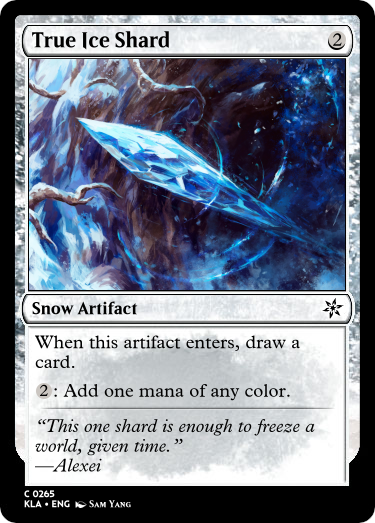 True Ice Shard 2
Snow Artifact
When this artifact enters, draw a
card.
2: Add one mana of any color.
“This one shard is enough to freeze a
world, given time.”
—Alexei
C 0265
KLA • ENG SAM YANG